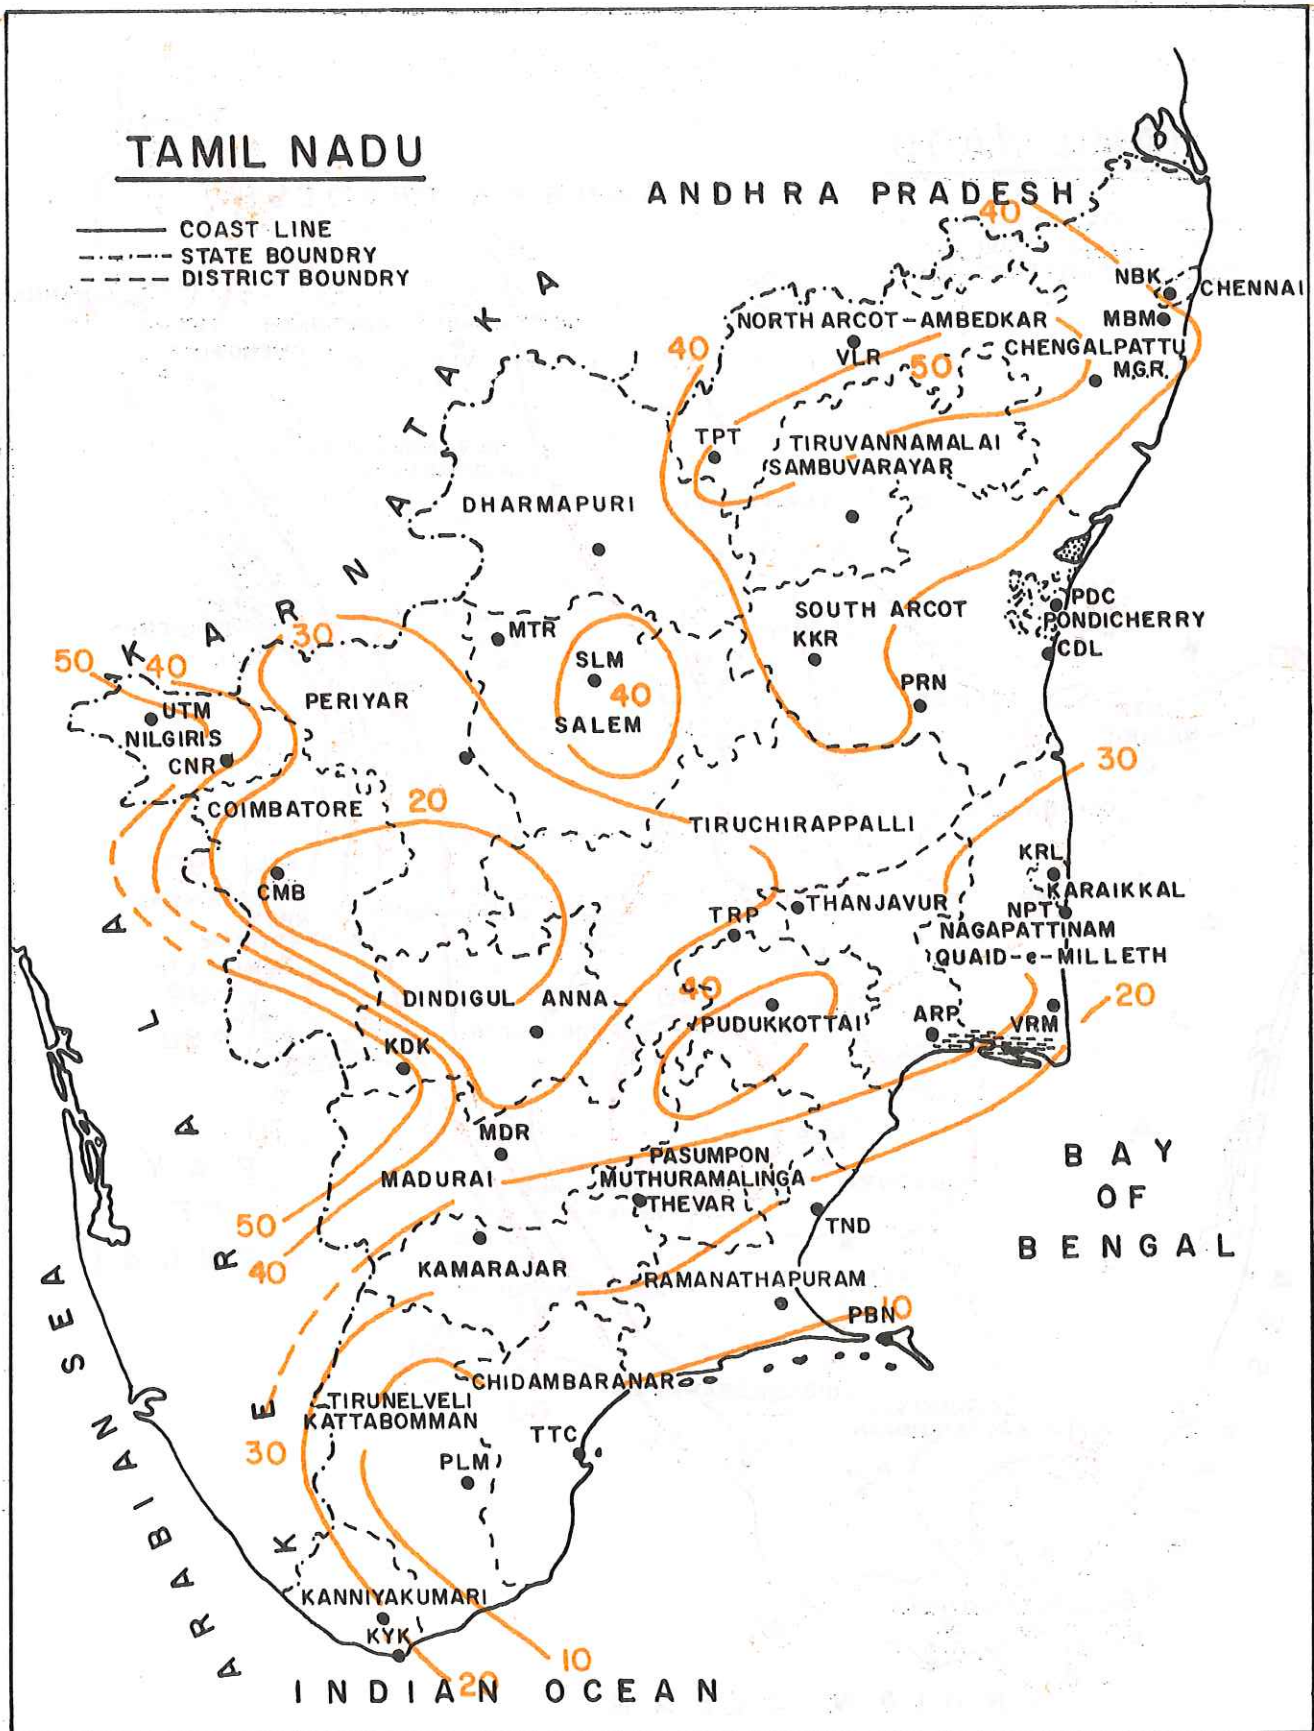 TAMIL NADU
COAST LINE
STATE BOUNDRY
DISTRICT BOUNDRY
ANDHRA PRADESH
40
NBK
CHENNAI
NORTH ARCOT-AMBEDKAR
MBM
40
VLR
50
CHENGALPATTU
M.G.R.
TPT
TIRUVANNAMALAI
SAMBUVARAYAR
KARNATAKA
DHARMAPURI
MTR
SOUTH ARCOT
KKR
PDC
PONDICHERRY
CDL
30
50
40
SLM
40
SALEM
PRN
PERIYAR
UTM
NILGIRIS
CNR
30
COIMBATORE
20
TIRUCHIRAPPALLI
KRL
KARAIKKAL
CMB
TRP
THANJAVUR
NPT
NAGAPATTINAM
QUAID-e-MILLETH
40
DINDIGUL ANNA
PUDUKKOTTAI
ARP
VRM
20
KDK
MDR
MADURAI
PASUMPON
MUTHURAMALINGA
THEVAR
TND
BAY
OF
BENGAL
50
40
KAMARAJAR
RAMANATHAPURAM
PBN
10
KERALA
ARABIAN SEA
CHIDAMBARANAR
TIRUNELVELI
KATTABOMMAN
30
TTC
PLM
KANNIYAKUMARI
KYK
10
20
INDIAN OCEAN